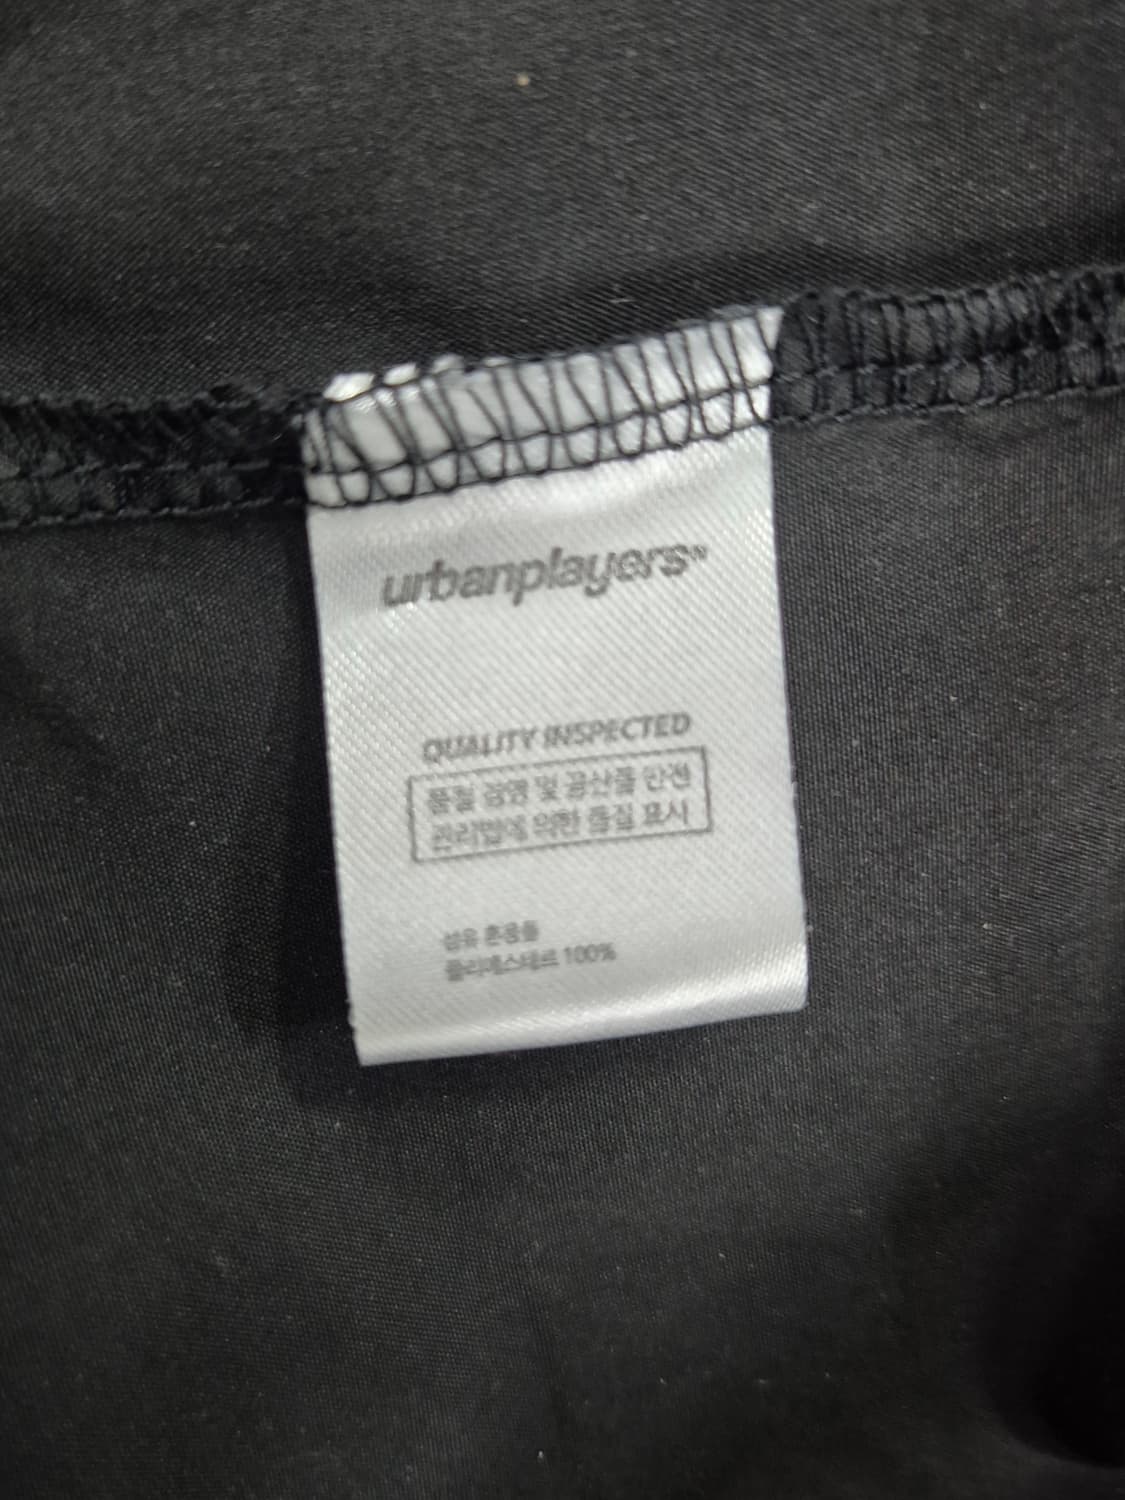 urbanplayers
QUALITY INSPECTED
품질 경영 및 공산품 안전
관리법에 의한 품질 표시
섬유 혼용률
폴리에스테르 100%